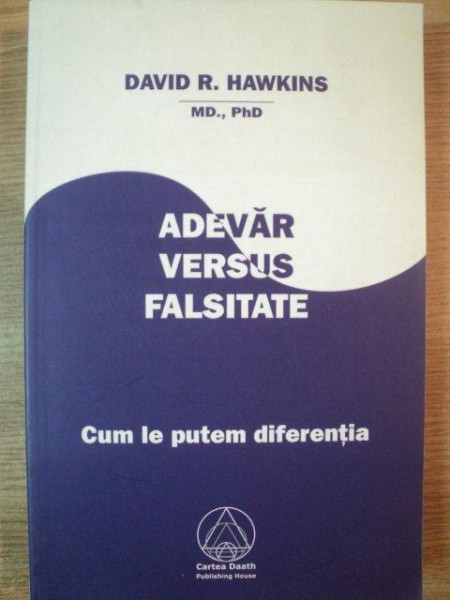 DAVID R. HAWKINS
MD., PhD
ADEVĂR
VERSUS
FALSITATE
Cum le putem diferenția
Cartea Daath
Publishing House